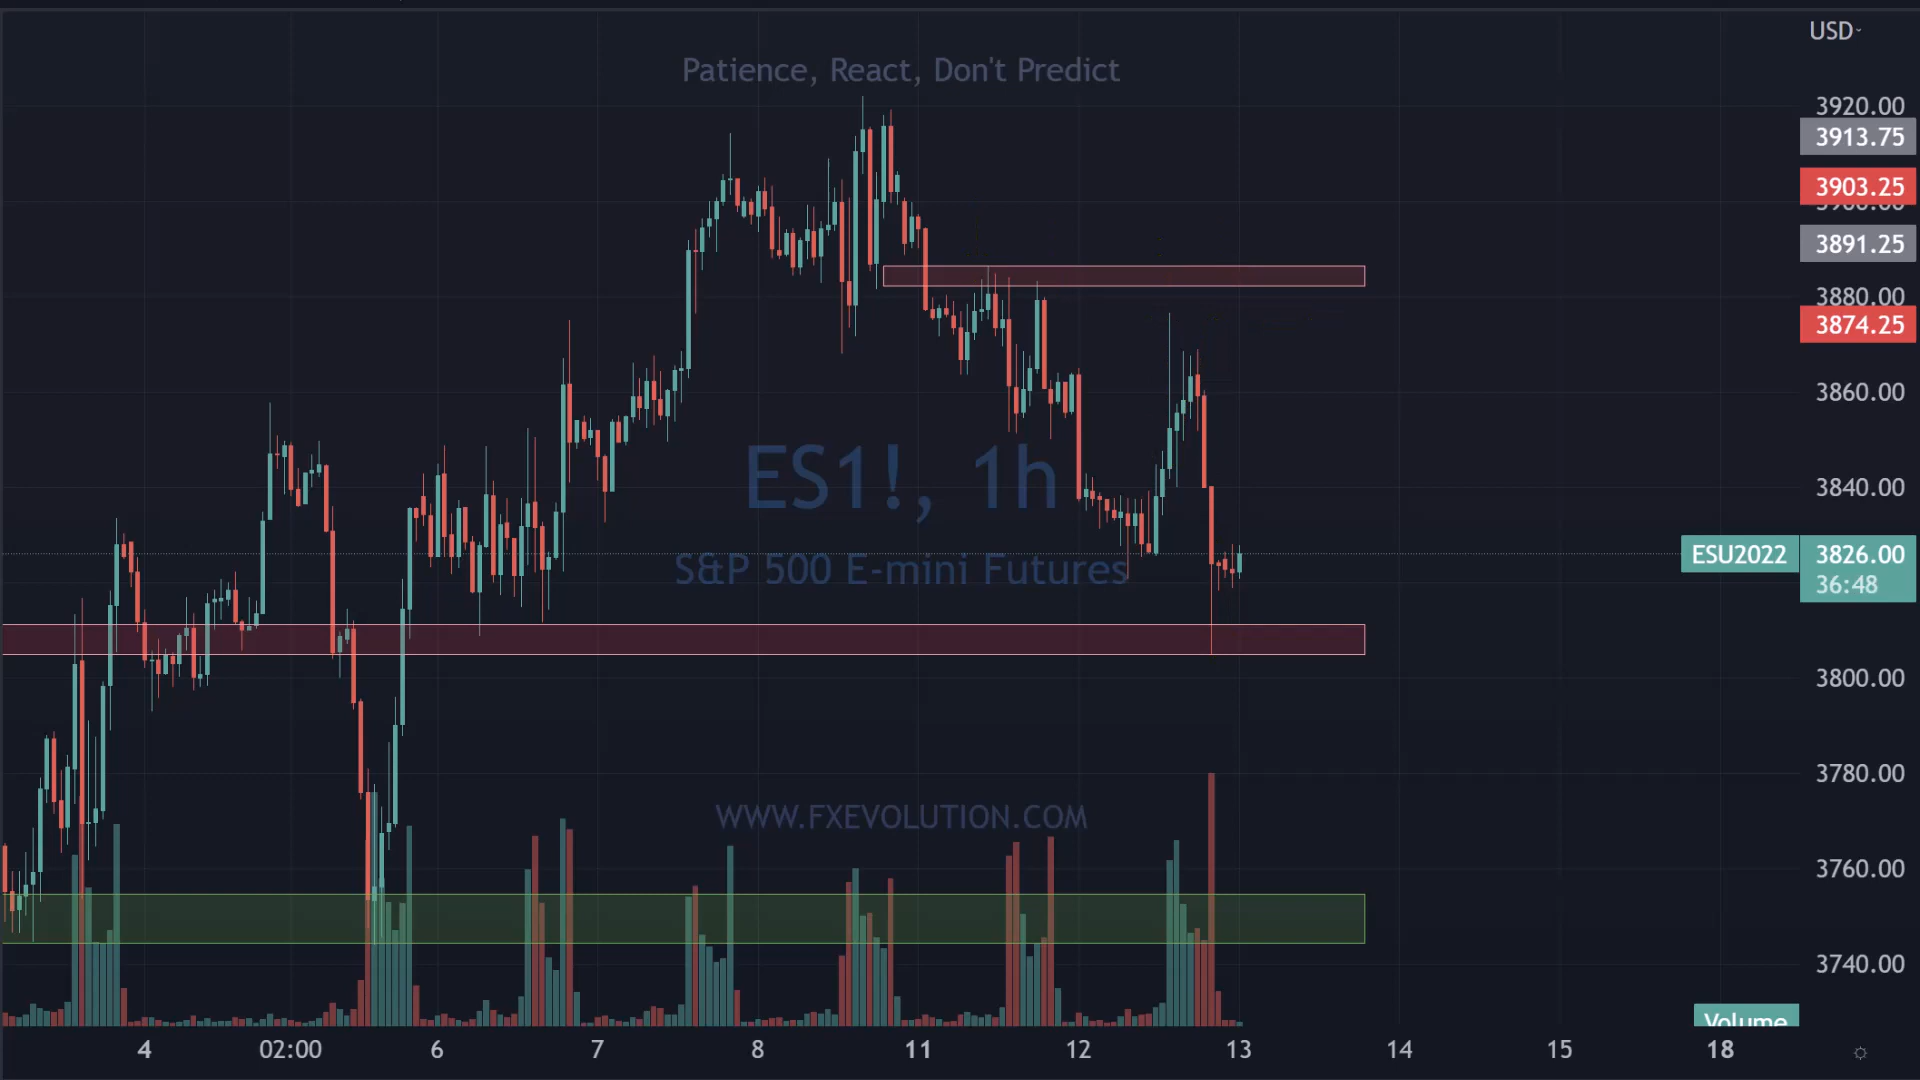 USD
Patience, React, Don't Predict
3920.00
3913.75
3903.25
3891.25
3880.00
3874.25
3860.00
ES1!, 1h
3840.00
S&P 500 E-mini Futures
ESU2022 3826.00
36:48
3800.00
3780.00
WWW.FXEVOLUTION.COM
3760.00
3740.00
Volume
4 02:00 6 7 8 11 12 13 14 15 18